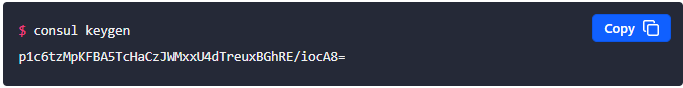 $ consul keygen
Copy
p1c6tzMpKFBA5TcHaCzJWMxxU4dTreuxBGhRE/iocA8=